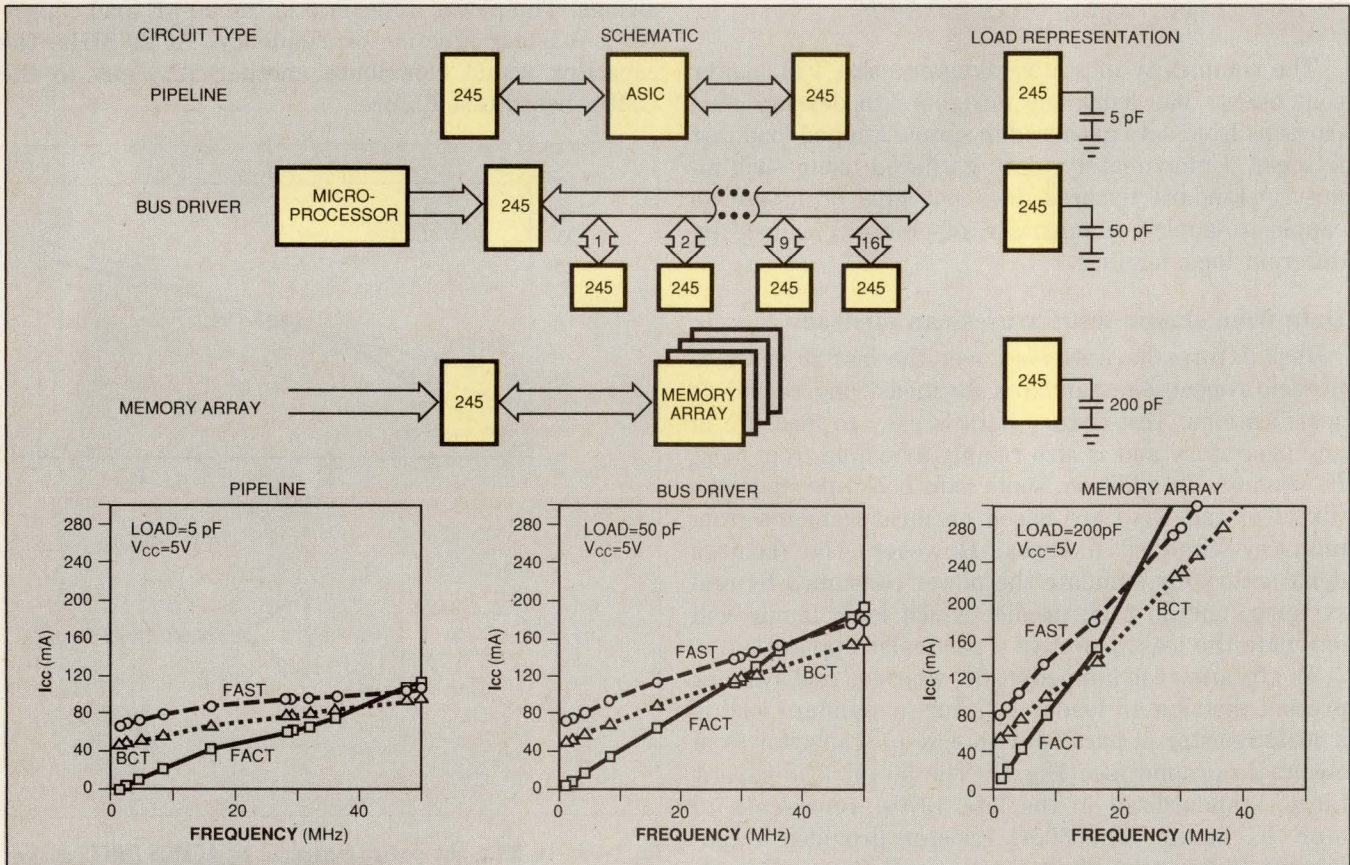 CIRCUIT TYPE
SCHEMATIC
LOAD REPRESENTATION
PIPELINE
245
ASIC
245
245
5 pF
BUS DRIVER
MICRO-
PROCESSOR
245
1
2
9
16
245
245
245
245
245
50 pF
MEMORY ARRAY
245
MEMORY
ARRAY
245
200 pF
PIPELINE
LOAD=5 pF
VCC=5V
280
240
200
160
120
80
40
0
ICC (mA)
FAST
BCT
FACT
0
20
40
FREQUENCY (MHz)
BUS DRIVER
LOAD=50 pF
VCC=5V
280
240
200
160
120
80
40
0
ICC (mA)
FAST
BCT
FACT
0
20
40
FREQUENCY (MHz)
MEMORY ARRAY
LOAD=200pF
VCC=5V
280
240
200
160
120
80
40
0
ICC (mA)
FAST
BCT
FACT
0
20
40
FREQUENCY (MHz)